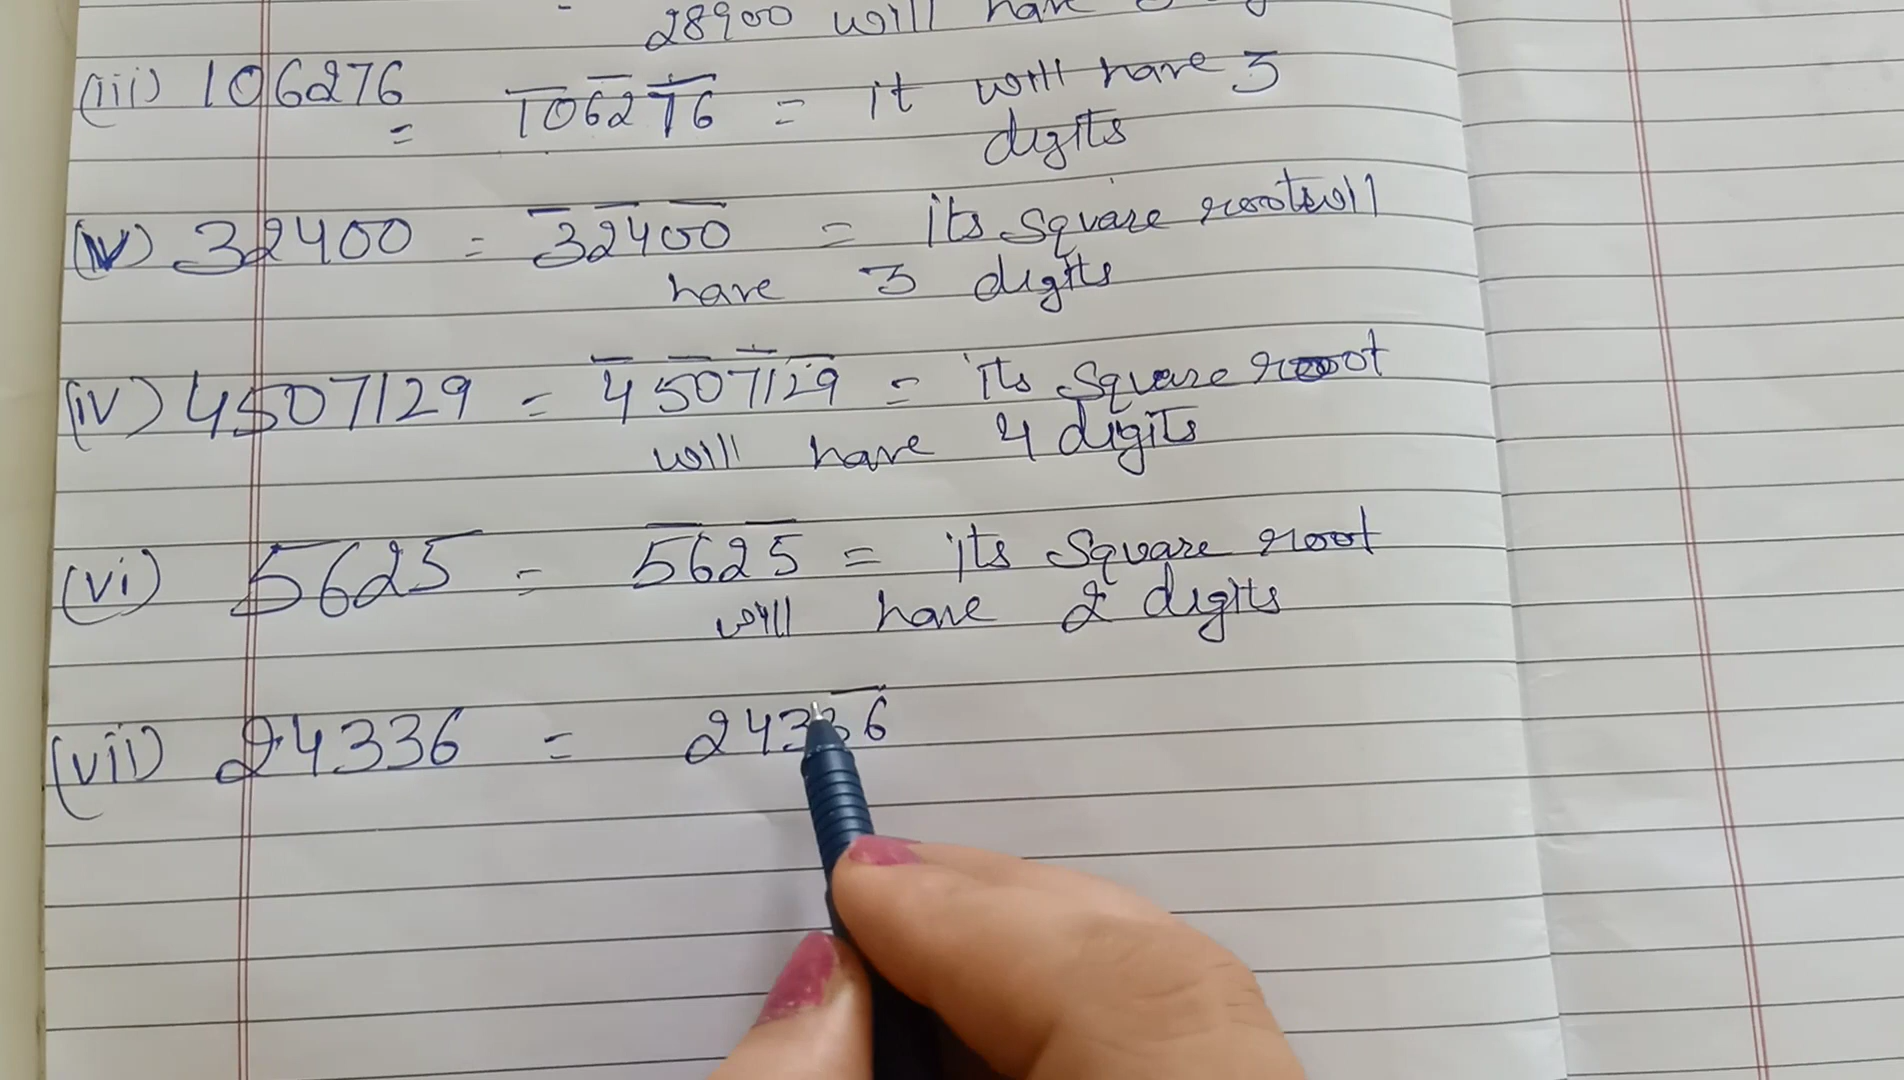 28900 will have
(iii) 106276 = 106276 = it will have 3
digits
(iv) 32400 = 32400 = its square root will
have 3 digits
(iv) 4507129 = 4507129 = its square root
will have 4 digits
(vi) 5625 = 5625 = its square root
will have 2 digits
(vii) 24336 = 24336